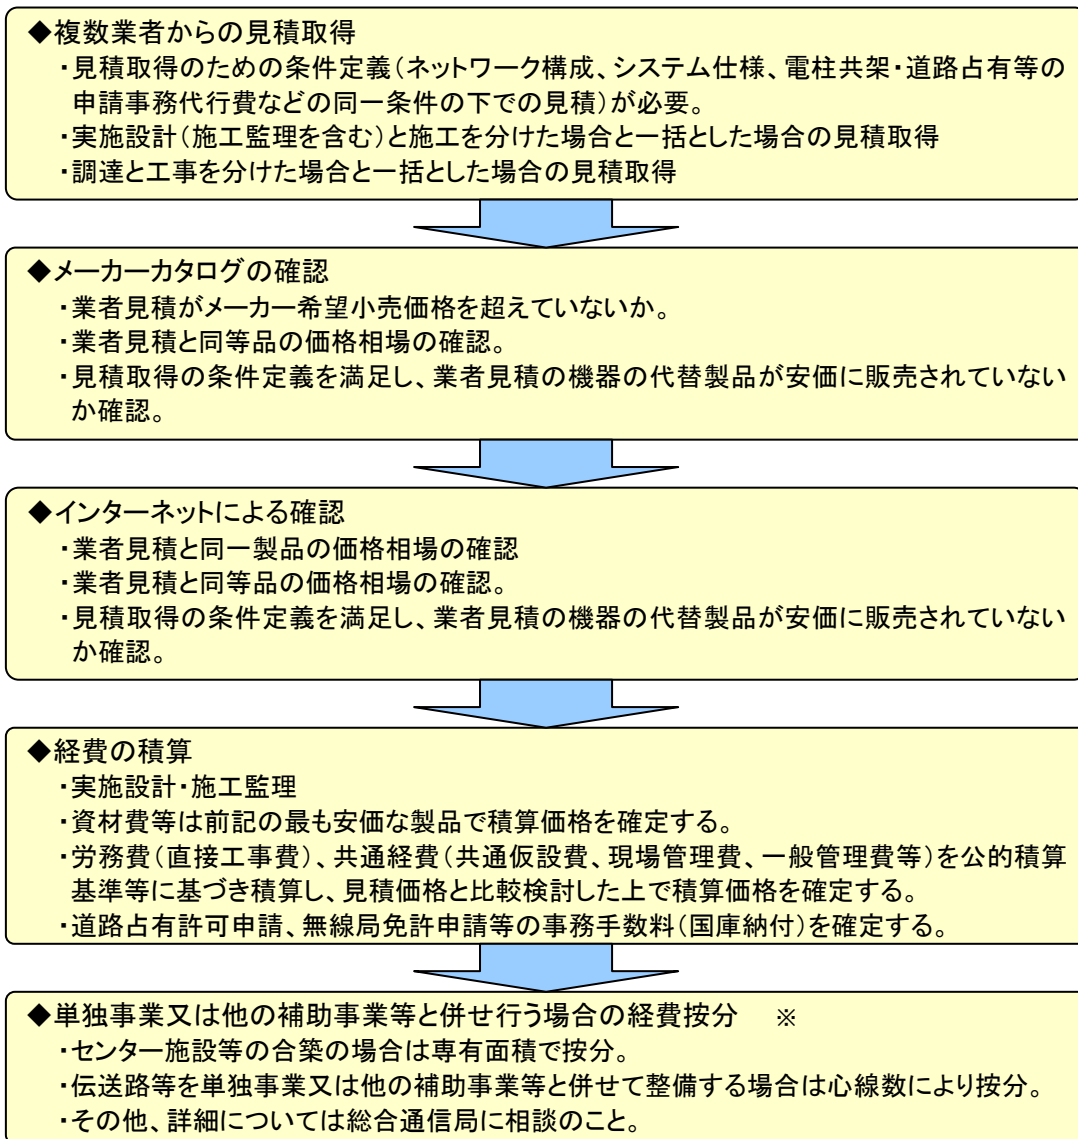 ◆複数業者からの見積取得
・見積取得のための条件定義(ネットワーク構成、システム仕様、電柱共架・道路占有等の
申請事務代行費などの同一条件の下での見積)が必要。
・実施設計(施工監理を含む)と施工を分けた場合と一括とした場合の見積取得
・調達と工事を分けた場合と一括とした場合の見積取得
◆メーカーカタログの確認
・業者見積がメーカー希望小売価格を超えていないか。
・業者見積と同等品の価格相場の確認。
・見積取得の条件定義を満足し、業者見積の機器の代替製品が安価に販売されていない
か確認。
◆インターネットによる確認
・業者見積と同一製品の価格相場の確認
・業者見積と同等品の価格相場の確認。
・見積取得の条件定義を満足し、業者見積の機器の代替製品が安価に販売されていない
か確認。
◆経費の積算
・実施設計・施工監理
・資材費等は前記の最も安価な製品で積算価格を確定する。
・労務費(直接工事費)、共通経費(共通仮設費、現場管理費、一般管理費等)を公的積算
基準等に基づき積算し、見積価格と比較検討した上で積算価格を確定する。
・道路占有許可申請、無線局免許申請等の事務手数料(国庫納付)を確定する。
◆単独事業又は他の補助事業等と併せ行う場合の経費按分 ※
・センター施設等の合築の場合は専有面積で按分。
・伝送路等を単独事業又は他の補助事業等と併せて整備する場合は心線数により按分。
・その他、詳細については総合通信局に相談のこと。